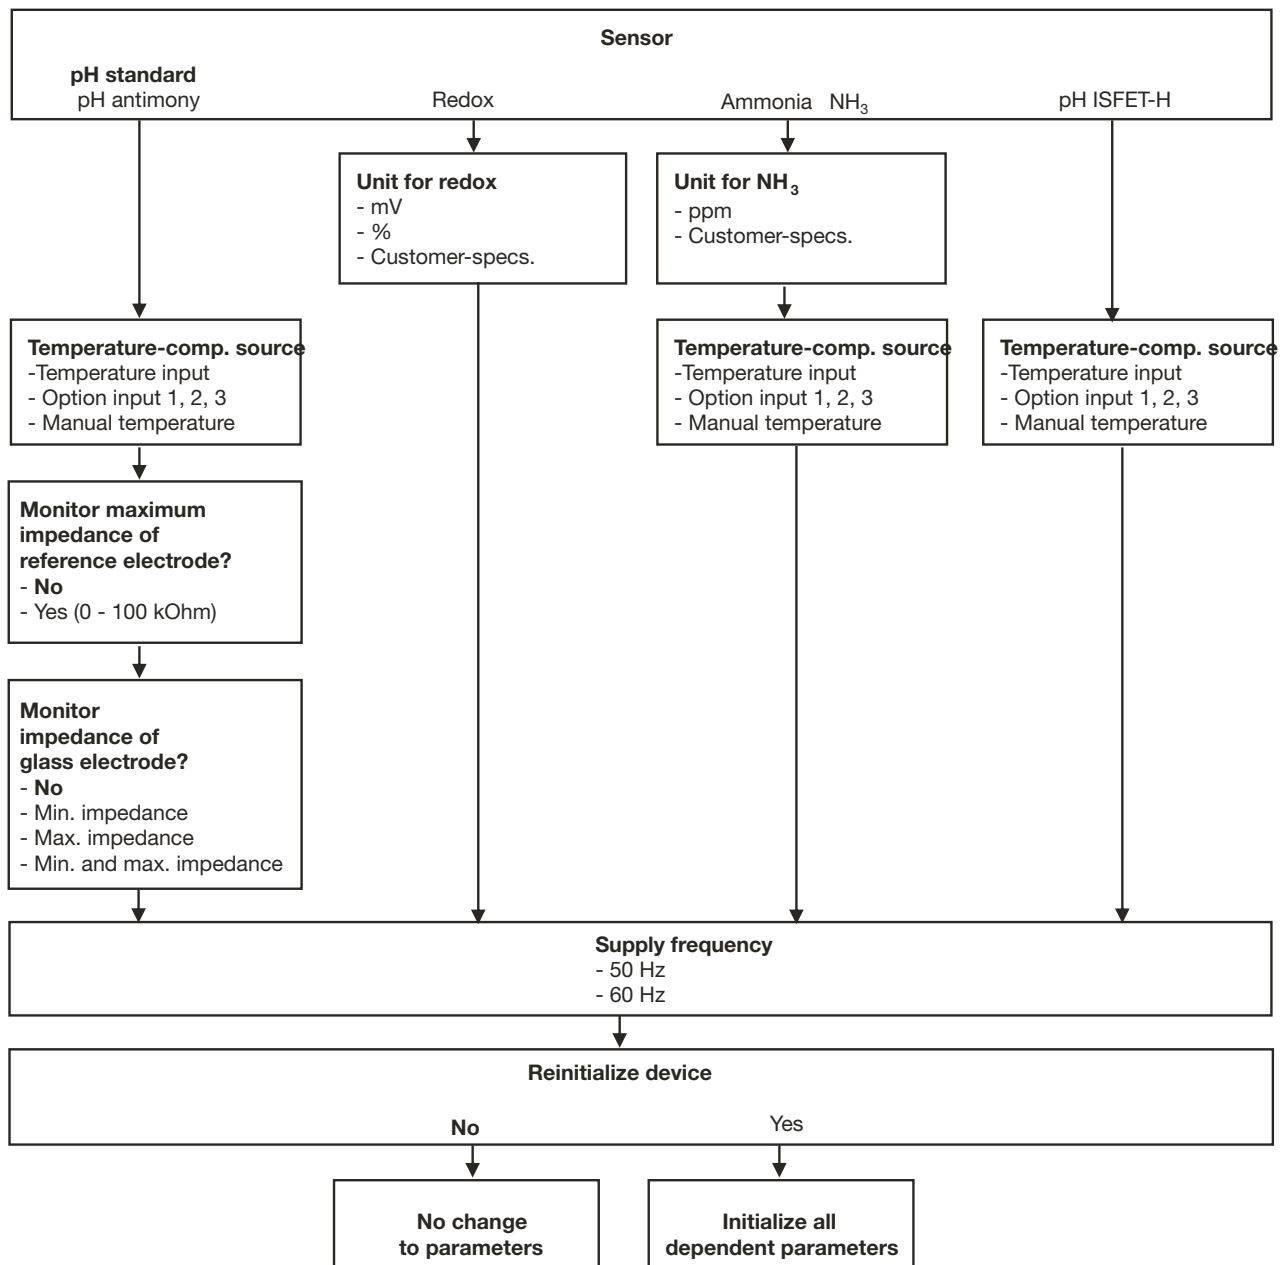 Sensor
pH standard
pH antimony
Redox
Ammonia NH3
pH ISFET-H
Unit for redox
- mV
- %
- Customer-specs.
Unit for NH3
- ppm
- Customer-specs.
Temperature-comp. source
-Temperature input
- Option input 1, 2, 3
- Manual temperature
Temperature-comp. source
-Temperature input
- Option input 1, 2, 3
- Manual temperature
Temperature-comp. source
-Temperature input
- Option input 1, 2, 3
- Manual temperature
Monitor maximum
impedance of
reference electrode?
- No
- Yes (0 - 100 kOhm)
Monitor
impedance of
glass electrode?
- No
- Min. impedance
- Max. impedance
- Min. and max. impedance
Supply frequency
- 50 Hz
- 60 Hz
Reinitialize device
No
Yes
No change
to parameters
Initialize all
dependent parameters